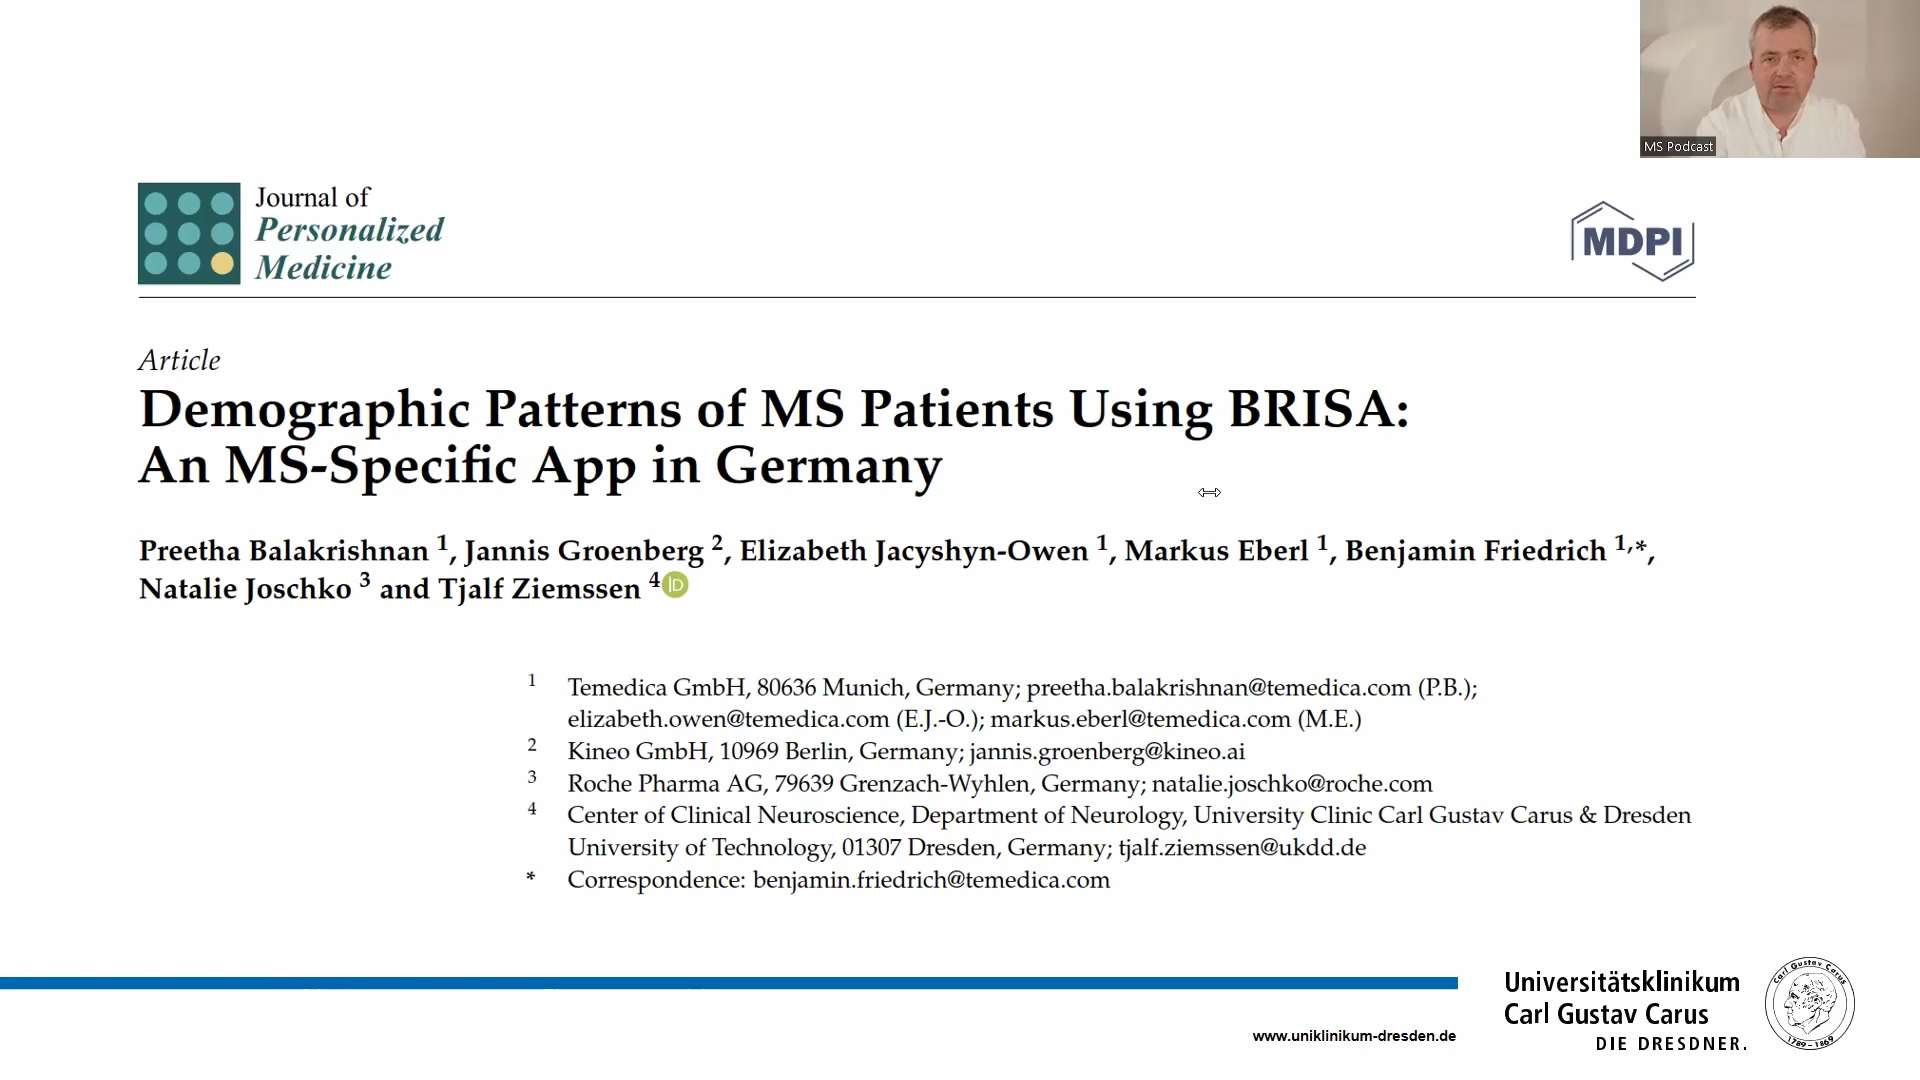 MS Podcast
Journal of
Personalized
Medicine
MDPI
Article
Demographic Patterns of MS Patients Using BRISA:
An MS-Specific App in Germany
Preetha Balakrishnan 1, Jannis Groenberg 2, Elizabeth Jacyshyn-Owen 1, Markus Eberl 1, Benjamin Friedrich 1,*,
Natalie Joschko 3 and Tjalf Ziemssen 4 iD
1 Temedica GmbH, 80636 Munich, Germany; preetha.balakrishnan@temedica.com (P.B.);
elizabeth.owen@temedica.com (E.J.-O.); markus.eberl@temedica.com (M.E.)
2 Kineo GmbH, 10969 Berlin, Germany; jannis.groenberg@kineo.ai
3 Roche Pharma AG, 79639 Grenzach-Wyhlen, Germany; natalie.joschko@roche.com
4 Center of Clinical Neuroscience, Department of Neurology, University Clinic Carl Gustav Carus & Dresden
University of Technology, 01307 Dresden, Germany; tjalf.ziemssen@ukdd.de
* Correspondence: benjamin.friedrich@temedica.com
www.uniklinikum-dresden.de
Universitätsklinikum
Carl Gustav Carus
DIE DRESDNER.
Carl Gustav Carus
1789–1869